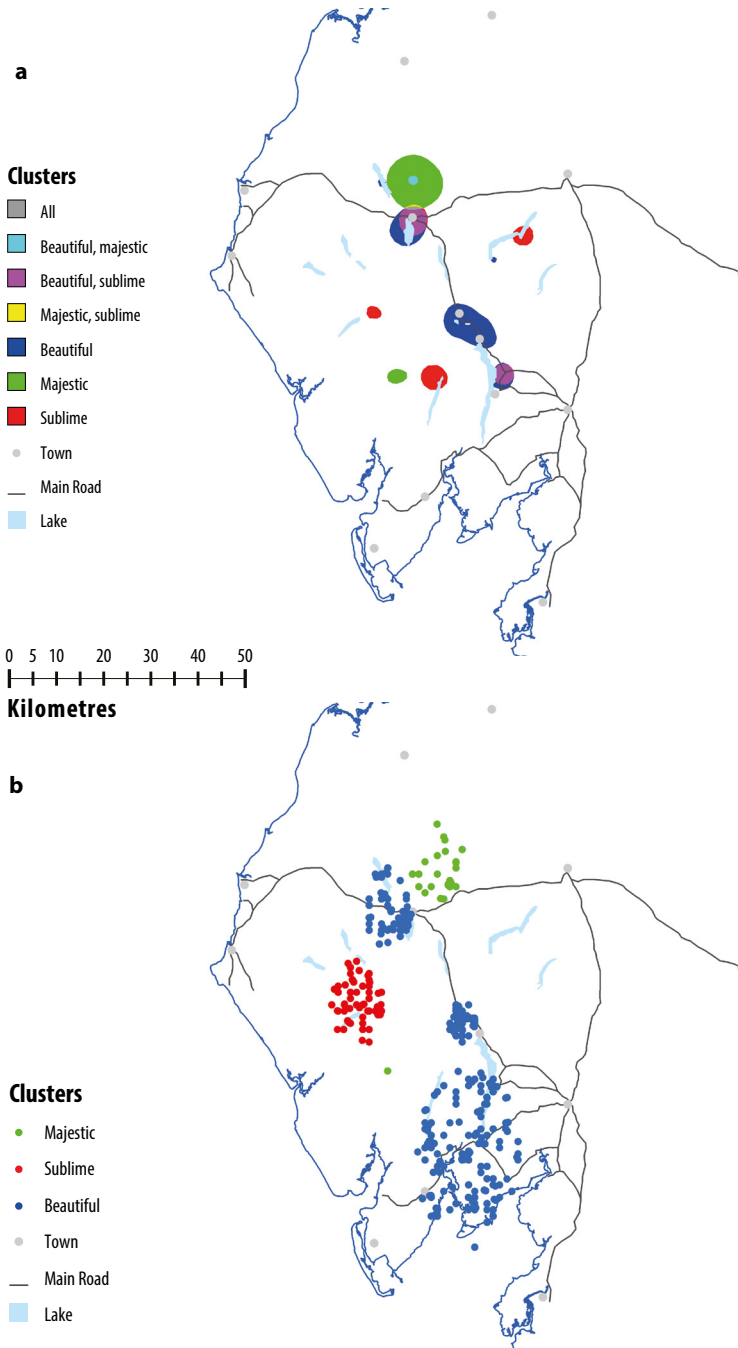 a
Clusters
All
Beautiful, majestic
Beautiful, sublime
Majestic, sublime
Beautiful
Majestic
Sublime
Town
Main Road
Lake
0 5 10 20 30 40 50
Kilometres
b
Clusters
Majestic
Sublime
Beautiful
Town
Main Road
Lake